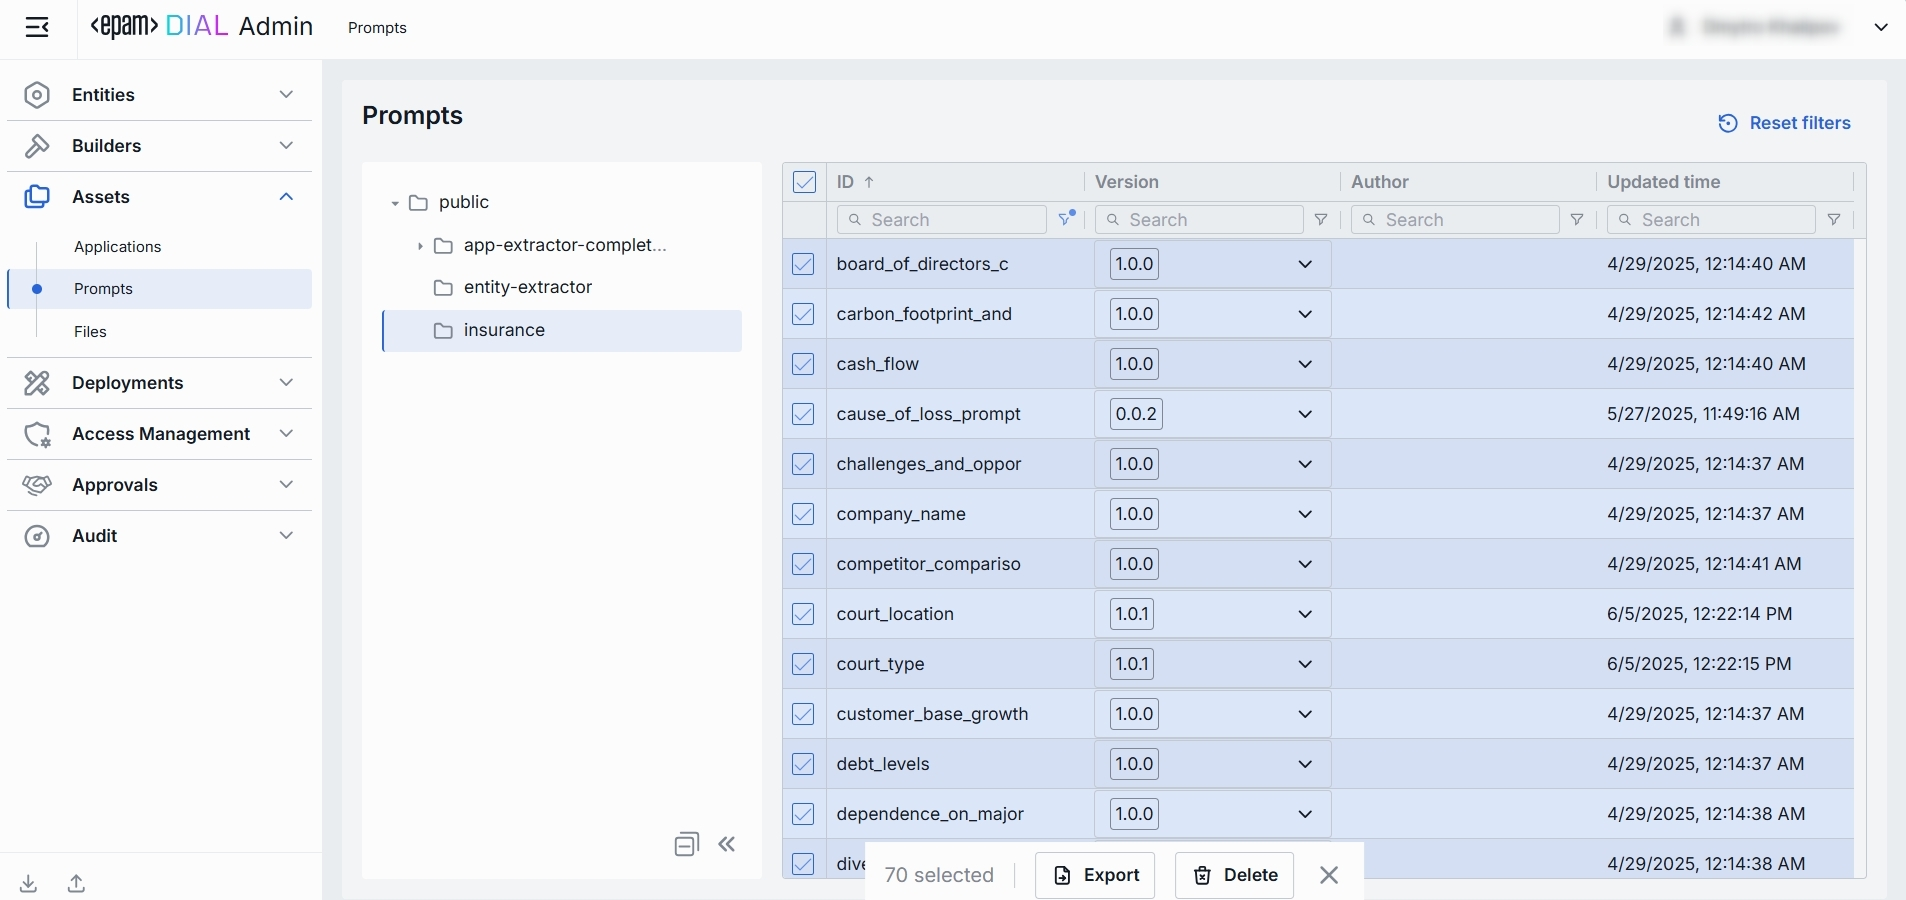 <epam> DIAL Admin
Prompts
Entities
Builders
Assets
Applications
Prompts
Files
Deployments
Access Management
Approvals
Audit
Prompts
Reset filters
public
app-extractor-complet...
entity-extractor
insurance
ID Version Author Updated time
Search Search Search Search
board_of_directors_c 1.0.0 4/29/2025, 12:14:40 AM
carbon_footprint_and 1.0.0 4/29/2025, 12:14:42 AM
cash_flow 1.0.0 4/29/2025, 12:14:40 AM
cause_of_loss_prompt 0.0.2 5/27/2025, 11:49:16 AM
challenges_and_oppor 1.0.0 4/29/2025, 12:14:37 AM
company_name 1.0.0 4/29/2025, 12:14:37 AM
competitor_compariso 1.0.0 4/29/2025, 12:14:41 AM
court_location 1.0.1 6/5/2025, 12:22:14 PM
court_type 1.0.1 6/5/2025, 12:22:15 PM
customer_base_growth 1.0.0 4/29/2025, 12:14:37 AM
debt_levels 1.0.0 4/29/2025, 12:14:37 AM
dependence_on_major 1.0.0 4/29/2025, 12:14:38 AM
dive 4/29/2025, 12:14:38 AM
70 selected Export Delete